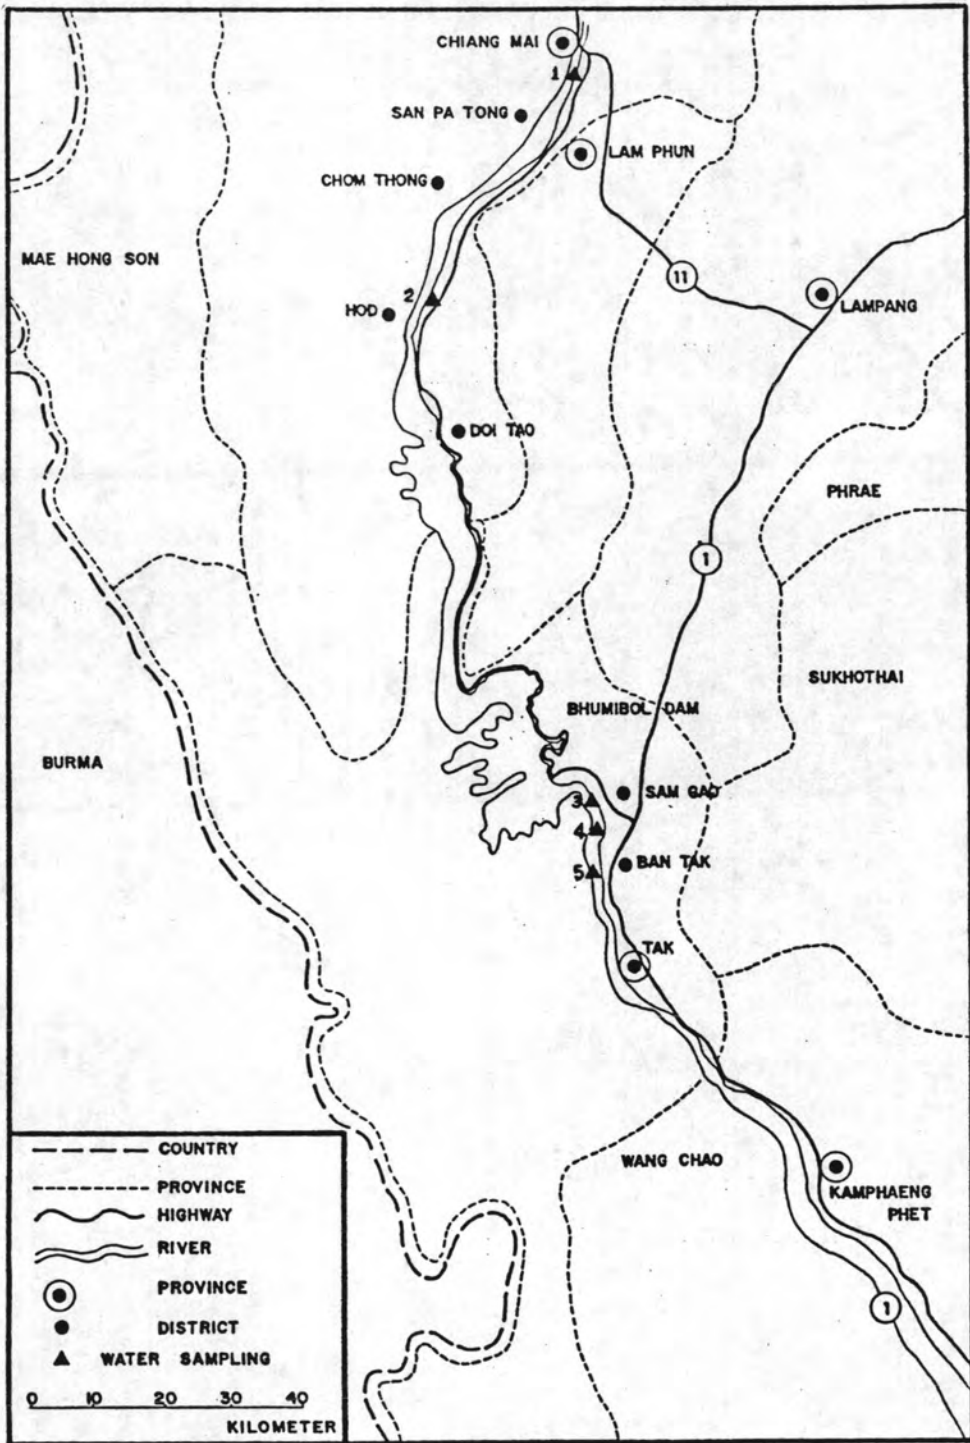 CHIANG MAI
1
SAN PA TONG
LAM PHUN
CHOM THONG
MAE HONG SON
11
2
HOD
LAMPANG
DOI TAO
PHRAE
1
SUKHOTHAI
BHUMIBOL DAM
BURMA
3
SAM GAO
4
5
BAN TAK
TAK
WANG CHAO
KAMPHAENG
PHET
1
COUNTRY
PROVINCE
HIGHWAY
RIVER
PROVINCE
DISTRICT
WATER SAMPLING
0 10 20 30 40
KILOMETER